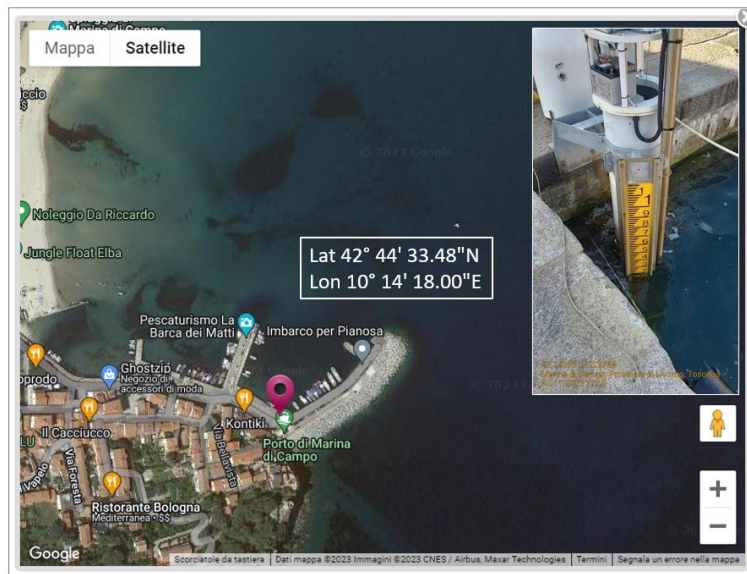 Marina di Campo
Mappa
Satellite
© 2023 Google
Noleggio Da Riccardo
Jungle Float Elba
Lat 42° 44' 33.48"N
Lon 10° 14' 18.00"E
Pescaturismo La
Barca dei Matti
Imbarco per Pianosa
Ghostzip
Negozio di
accessori di moda
Il Cacciucco
Kontiki
Porto di Marina
di Campo
Via Bellavista
Via Foresta
Ristorante Bologna
Mediterranea · $$
Google
Scorciatoie da tastiera
Dati mappa ©2023 Immagini ©2023 CNES / Airbus, Maxar Technologies
Termini
Segnala un errore nella mappa